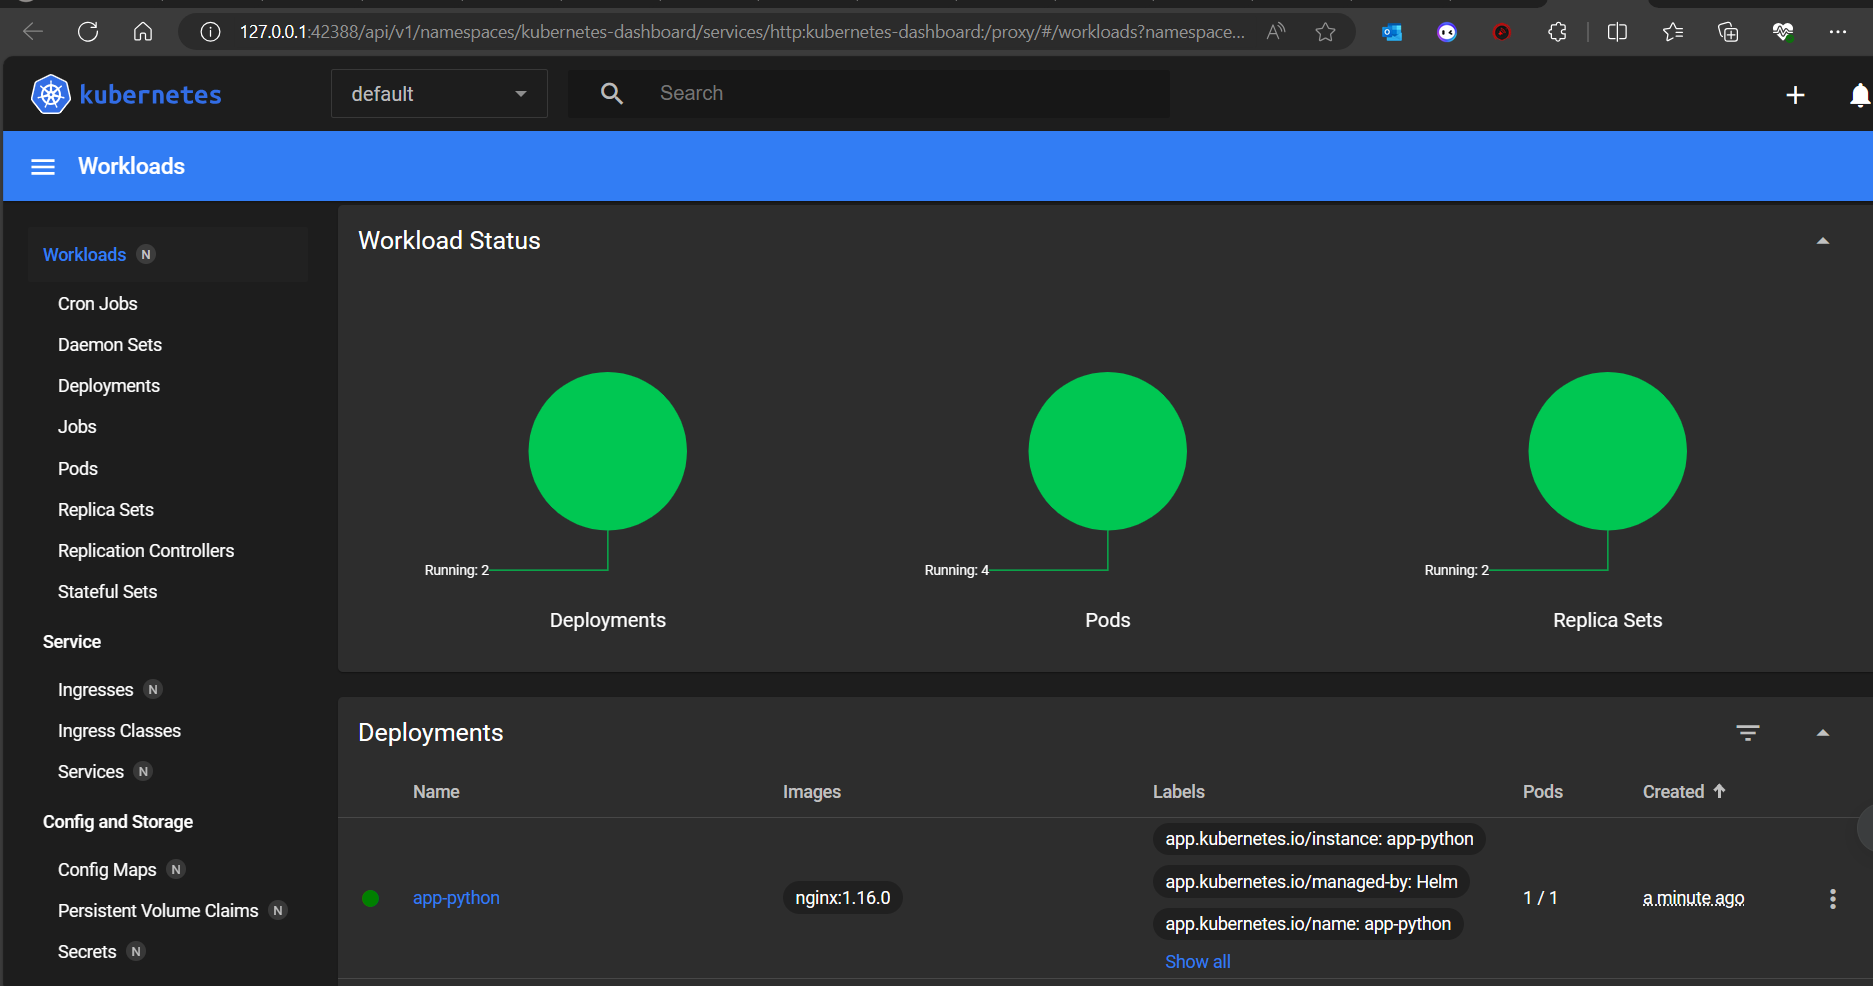 127.0.0.1:42388/api/v1/namespaces/kubernetes-dashboard/services/http:kubernetes-dashboard:/proxy/#/workloads?namespace...
kubernetes
default
Search
Workloads
Workloads N
Cron Jobs
Daemon Sets
Deployments
Jobs
Pods
Replica Sets
Replication Controllers
Stateful Sets
Service
Ingresses N
Ingress Classes
Services N
Config and Storage
Config Maps N
Persistent Volume Claims N
Secrets N
Workload Status
Running: 2
Deployments
Running: 4
Pods
Running: 2
Replica Sets
Deployments
Name Images Labels Pods Created
app-python nginx:1.16.0
app.kubernetes.io/instance: app-python
app.kubernetes.io/managed-by: Helm
app.kubernetes.io/name: app-python
Show all
1 / 1
a minute ago